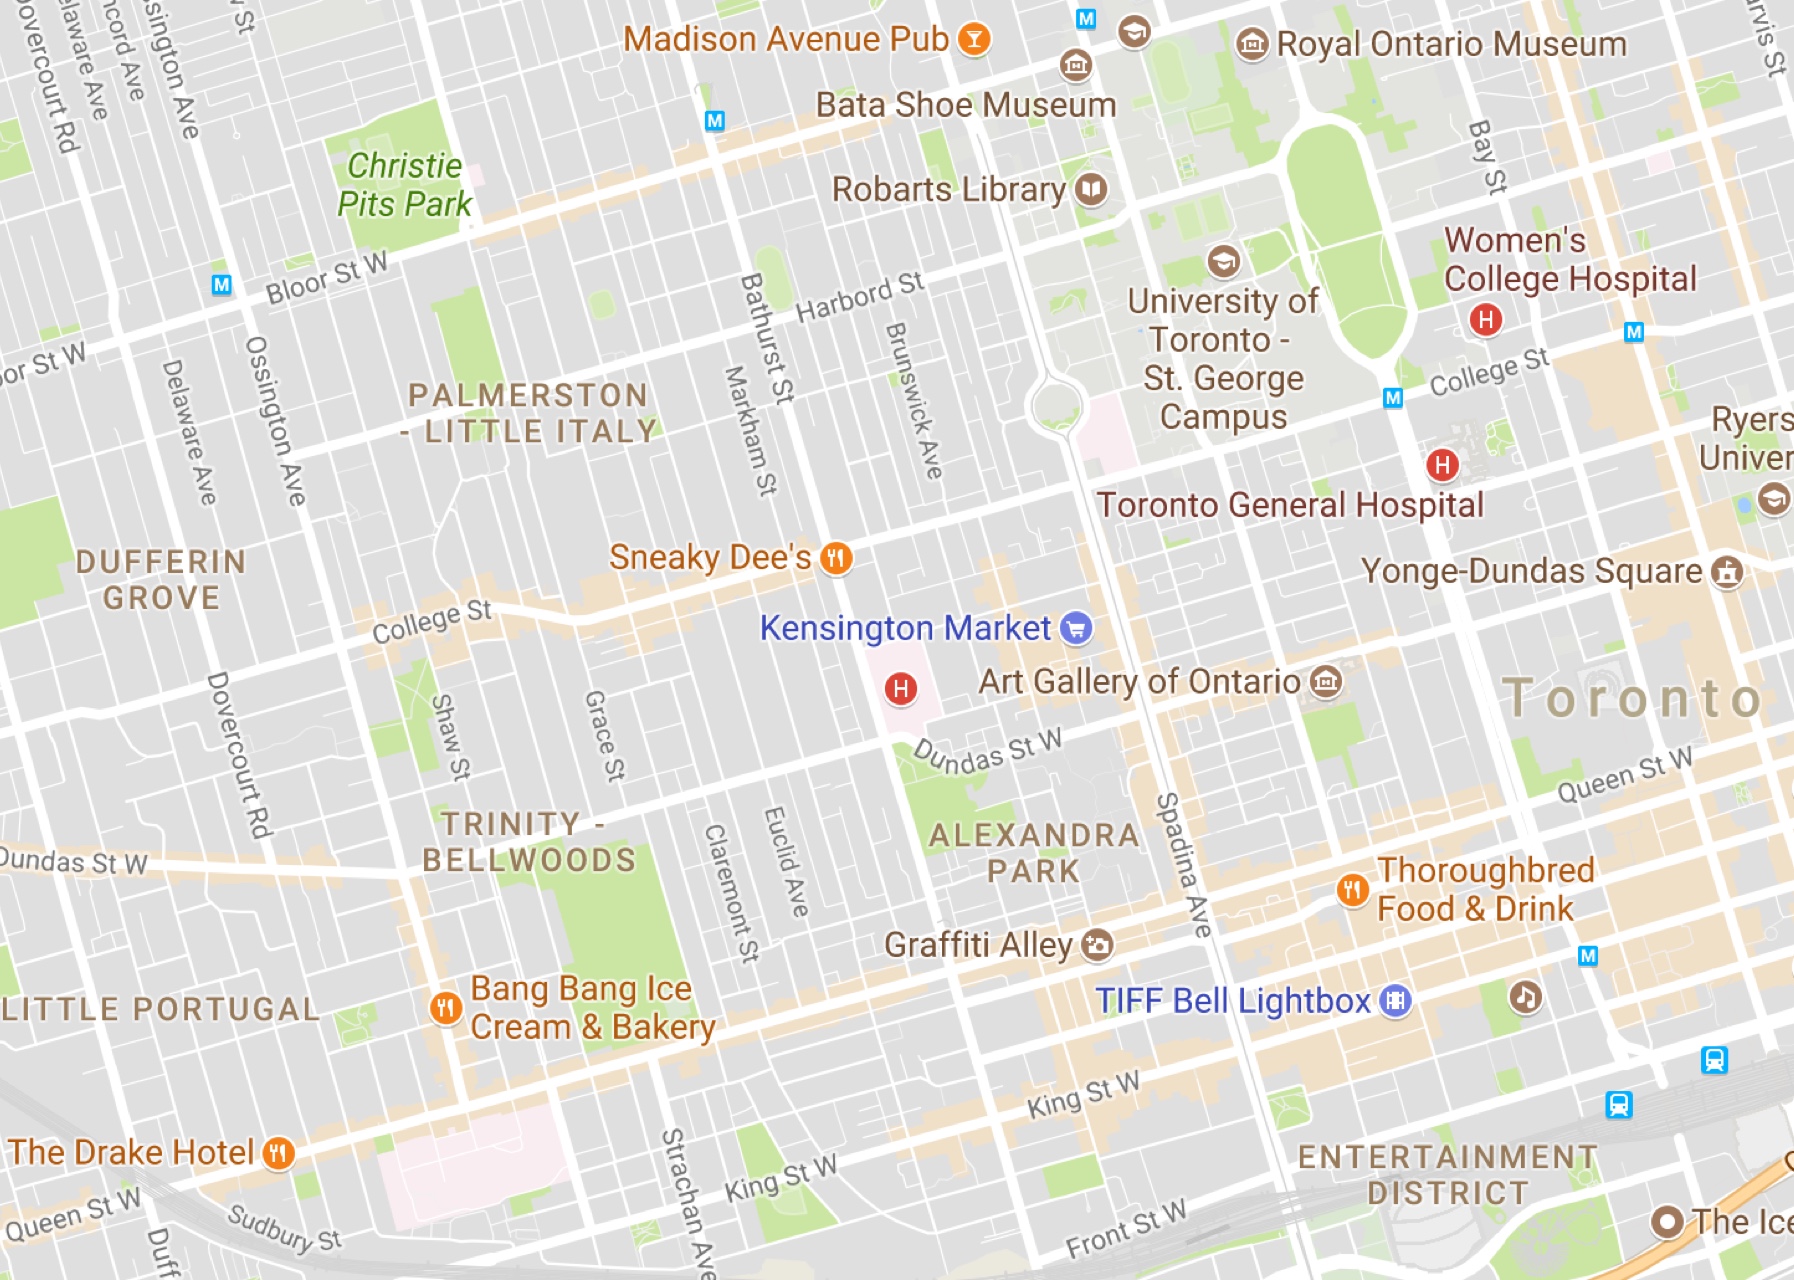 Dovercourt Rd
elaware Ave
ncord Ave
ssington Ave
Madison Avenue Pub
M
Royal Ontario Museum
arvis St
Bata Shoe Museum
M
Christie
Pits Park
Bay St
Robarts Library
Women's
College Hospital
H
Bloor St W
M
Bathurst St
Harbord St
University of
Toronto -
St. George
Campus
M
oor St W
Delaware Ave
Ossington Ave
Brunswick Ave
College St
M
PALMERSTON
- LITTLE ITALY
Markham St
Ryers
Univer
H
Toronto General Hospital
DUFFERIN
GROVE
Sneaky Dee's
Yonge-Dundas Square
College St
Kensington Market
H
Art Gallery of Ontario
Toronto
Dovercourt Rd
Shaw St
Grace St
Dundas St W
Queen St W
TRINITY -
BELLWOODS
Claremont St
Euclid Ave
ALEXANDRA
PARK
Spadina Ave
Dundas St W
Thoroughbred
Food & Drink
Graffiti Alley
M
LITTLE PORTUGAL
Bang Bang Ice
Cream & Bakery
TIFF Bell Lightbox
King St W
The Drake Hotel
Strachan Ave
King St W
ENTERTAINMENT
DISTRICT
Queen St W
Sudbury St
Duff
Front St W
The Ice